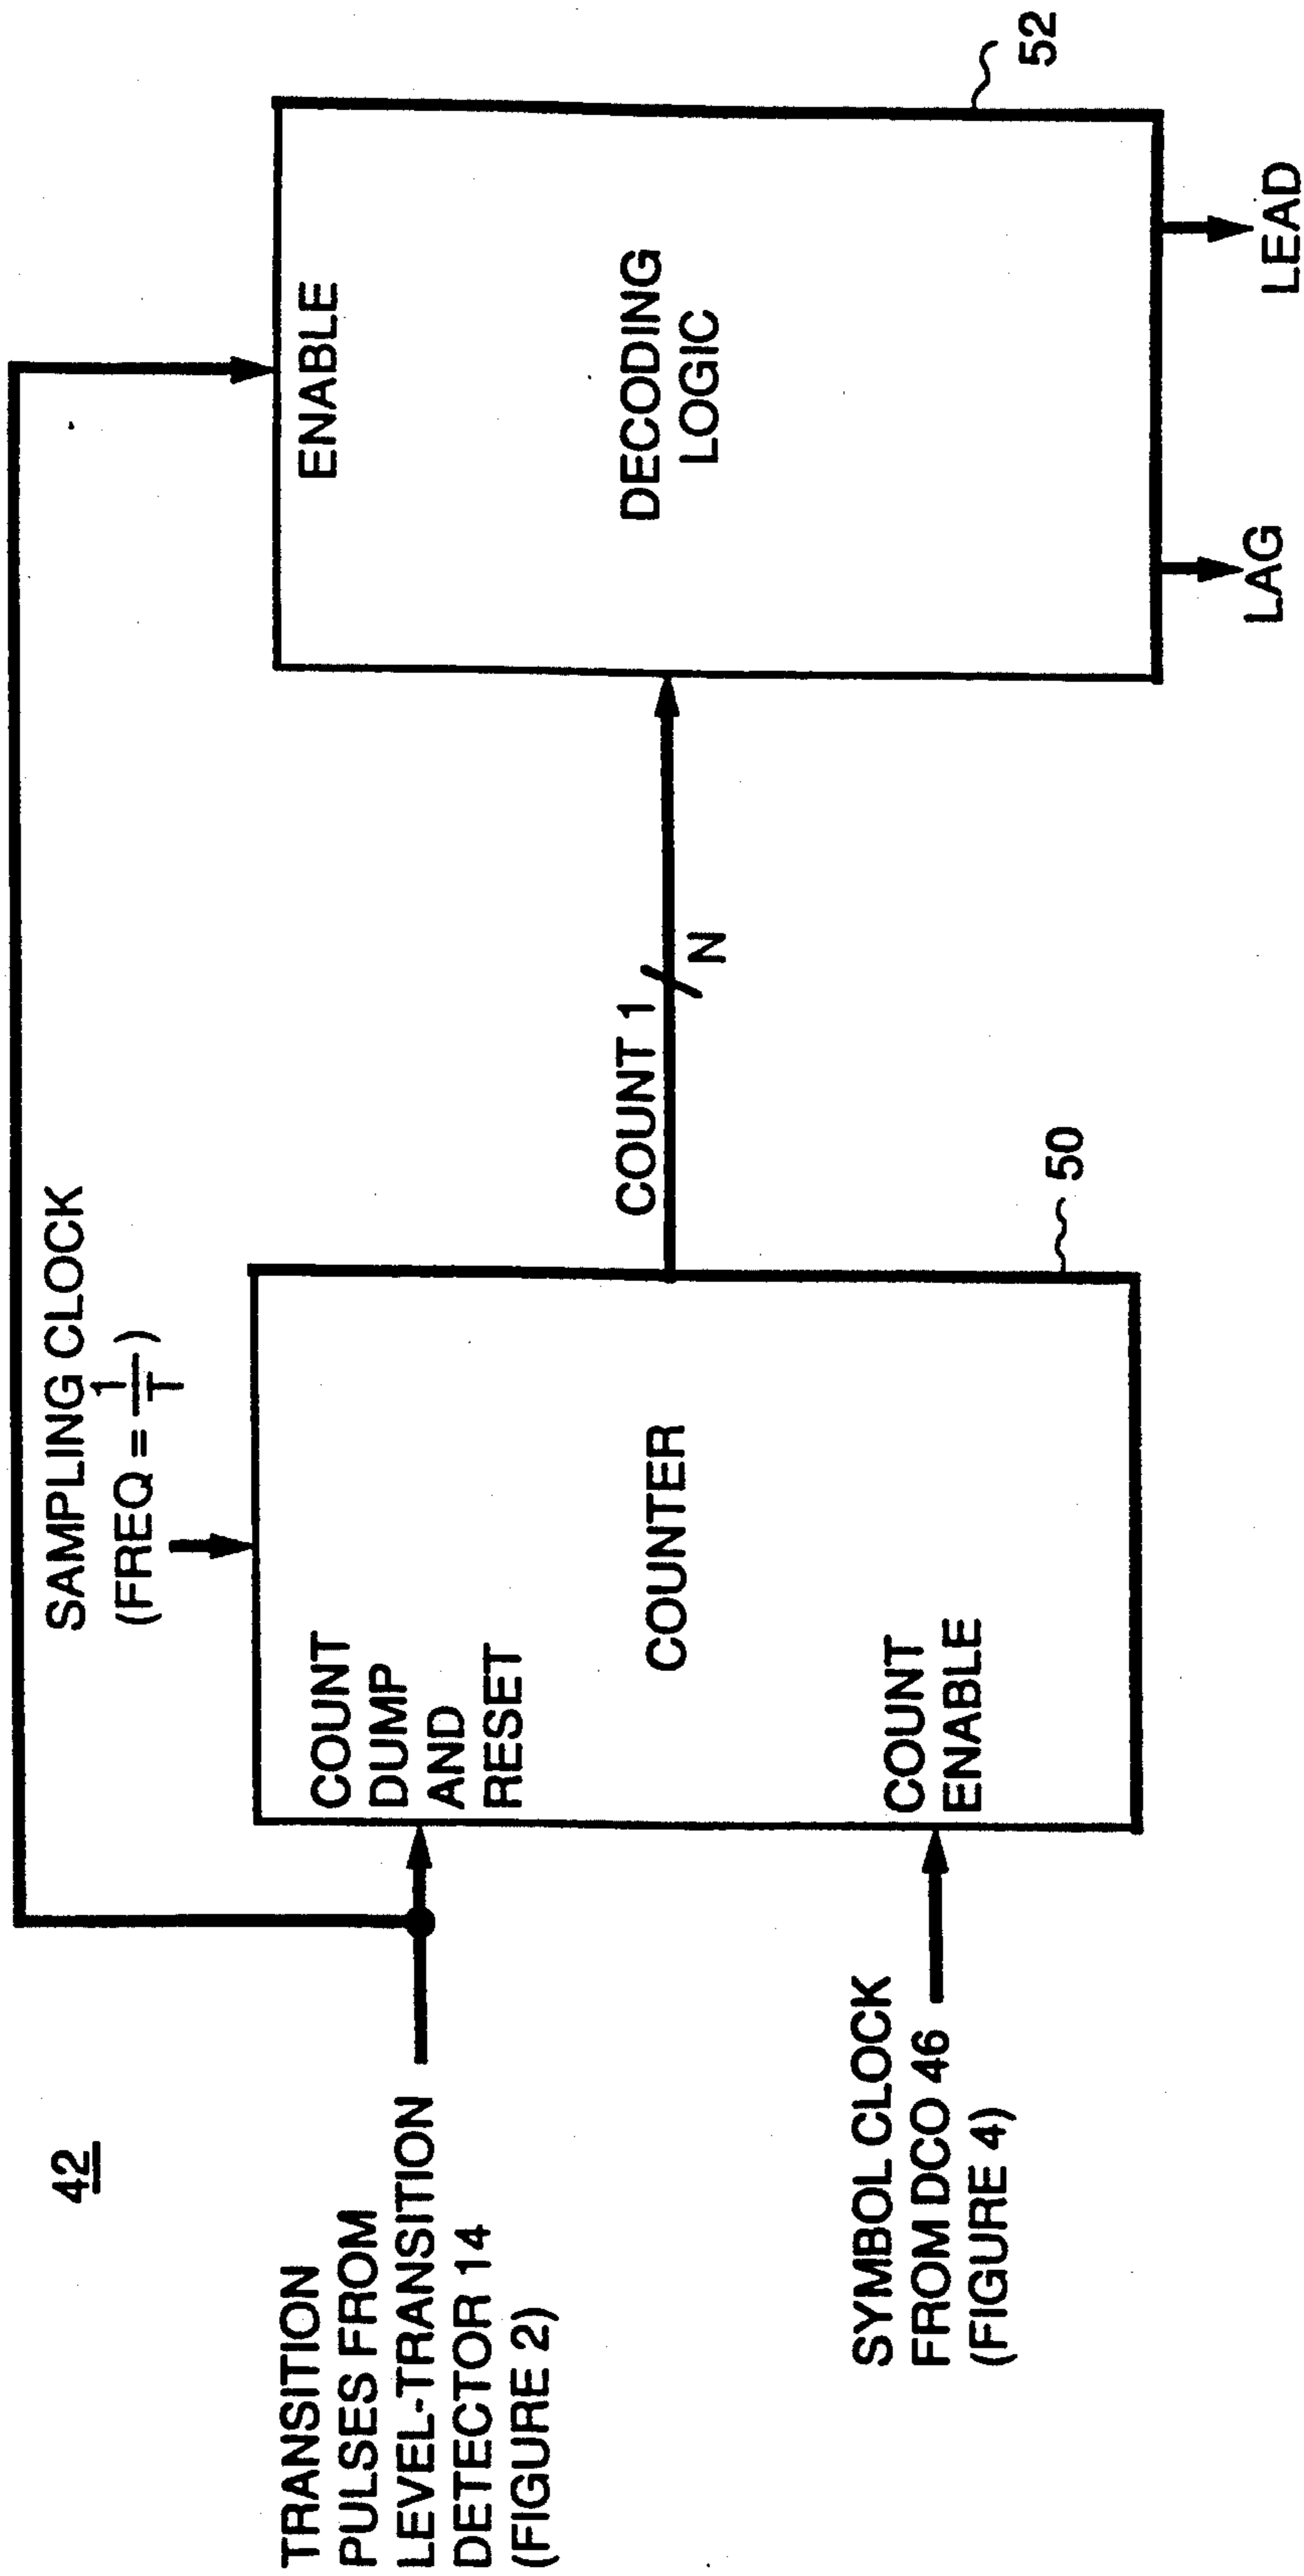 42
TRANSITION
PULSES FROM
LEVEL-TRANSITION
DETECTOR 14
(FIGURE 2)
SYMBOL CLOCK
FROM DCO 46
(FIGURE 4)
SAMPLING CLOCK
(FREQ = 1/T)
COUNT
DUMP
AND
RESET
COUNTER
COUNT
ENABLE
50
COUNT 1
N
ENABLE
DECODING
LOGIC
52
LAG
LEAD